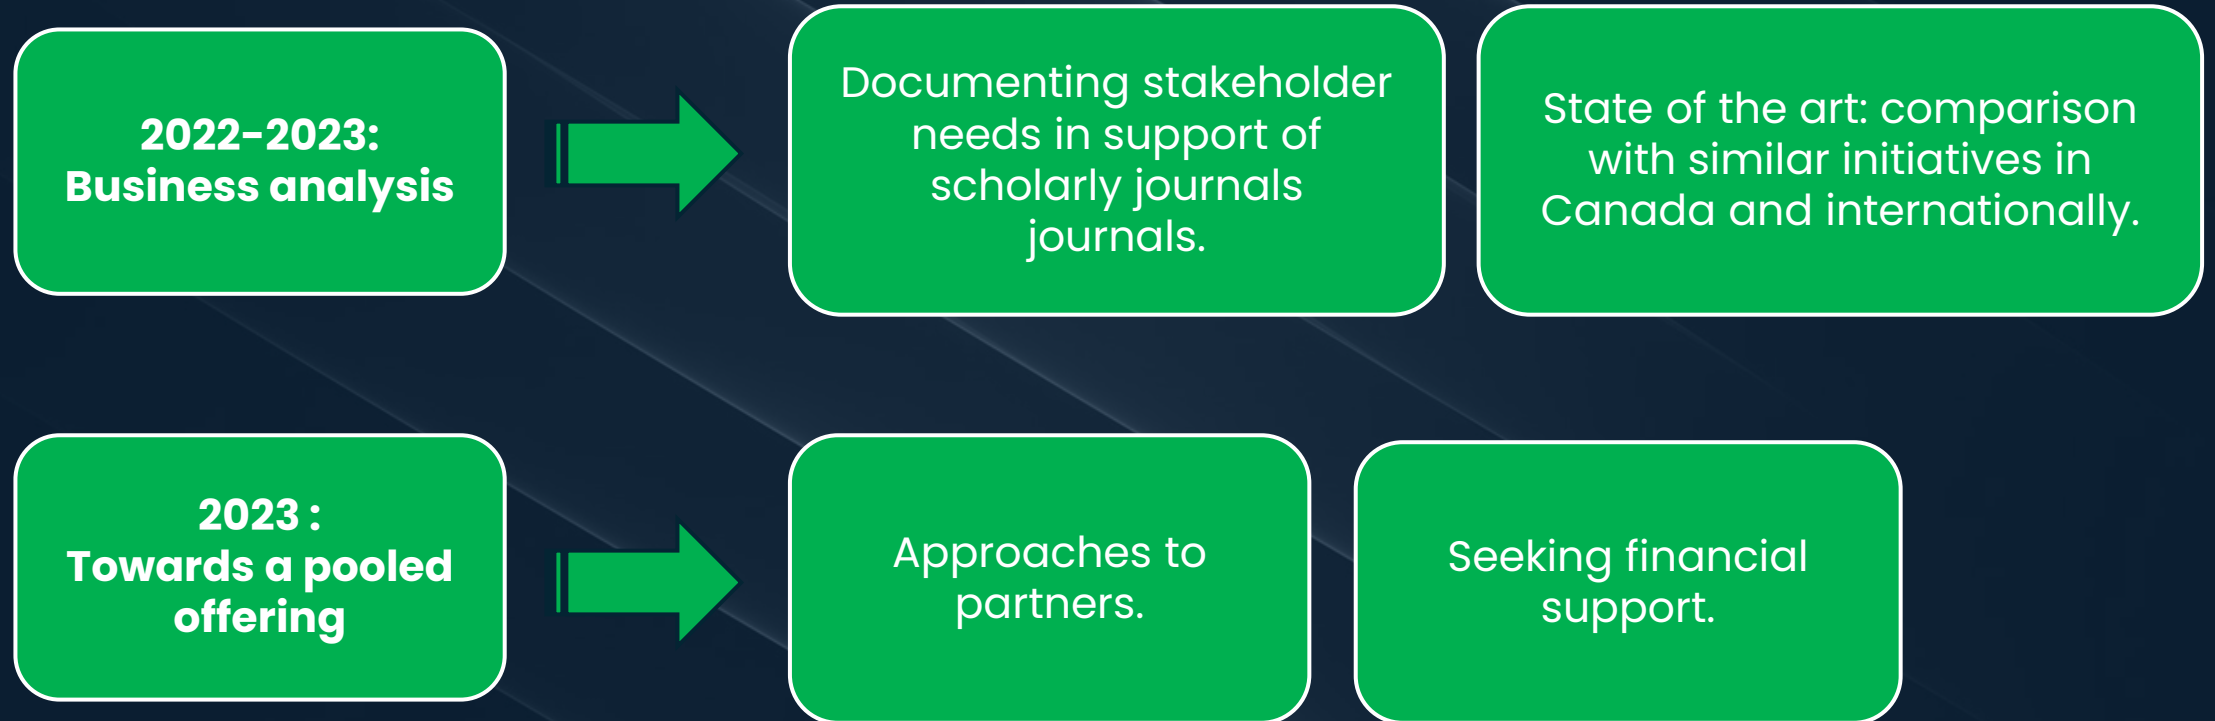 2022-2023:
Business analysis
Documenting stakeholder
needs in support of
scholarly journals
journals.
State of the art: comparison
with similar initiatives in
Canada and internationally.
2023 :
Towards a pooled
offering
Approaches to
partners.
Seeking financial
support.